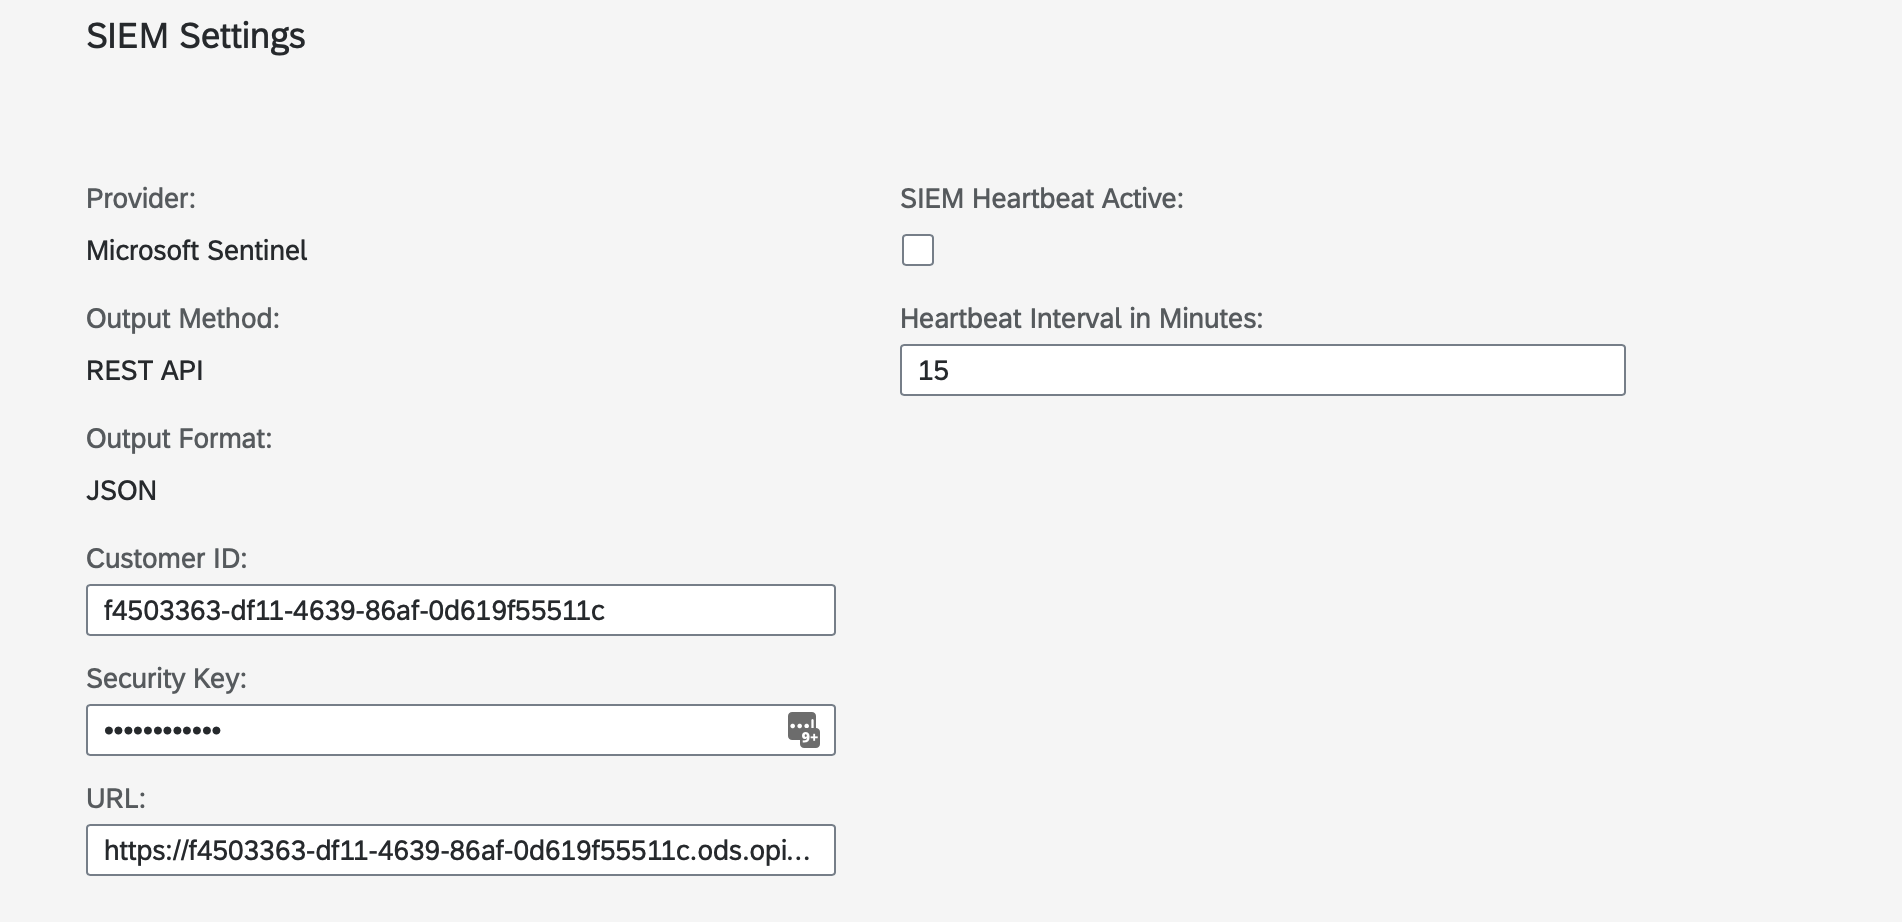 SIEM Settings
Provider:
Microsoft Sentinel
Output Method:
REST API
Output Format:
JSON
Customer ID:
f4503363-df11-4639-86af-0d619f55511c
Security Key:
••••••••••••
9+
URL:
https://f4503363-df11-4639-86af-0d619f55511c.ods.opi...
SIEM Heartbeat Active:
Heartbeat Interval in Minutes:
15